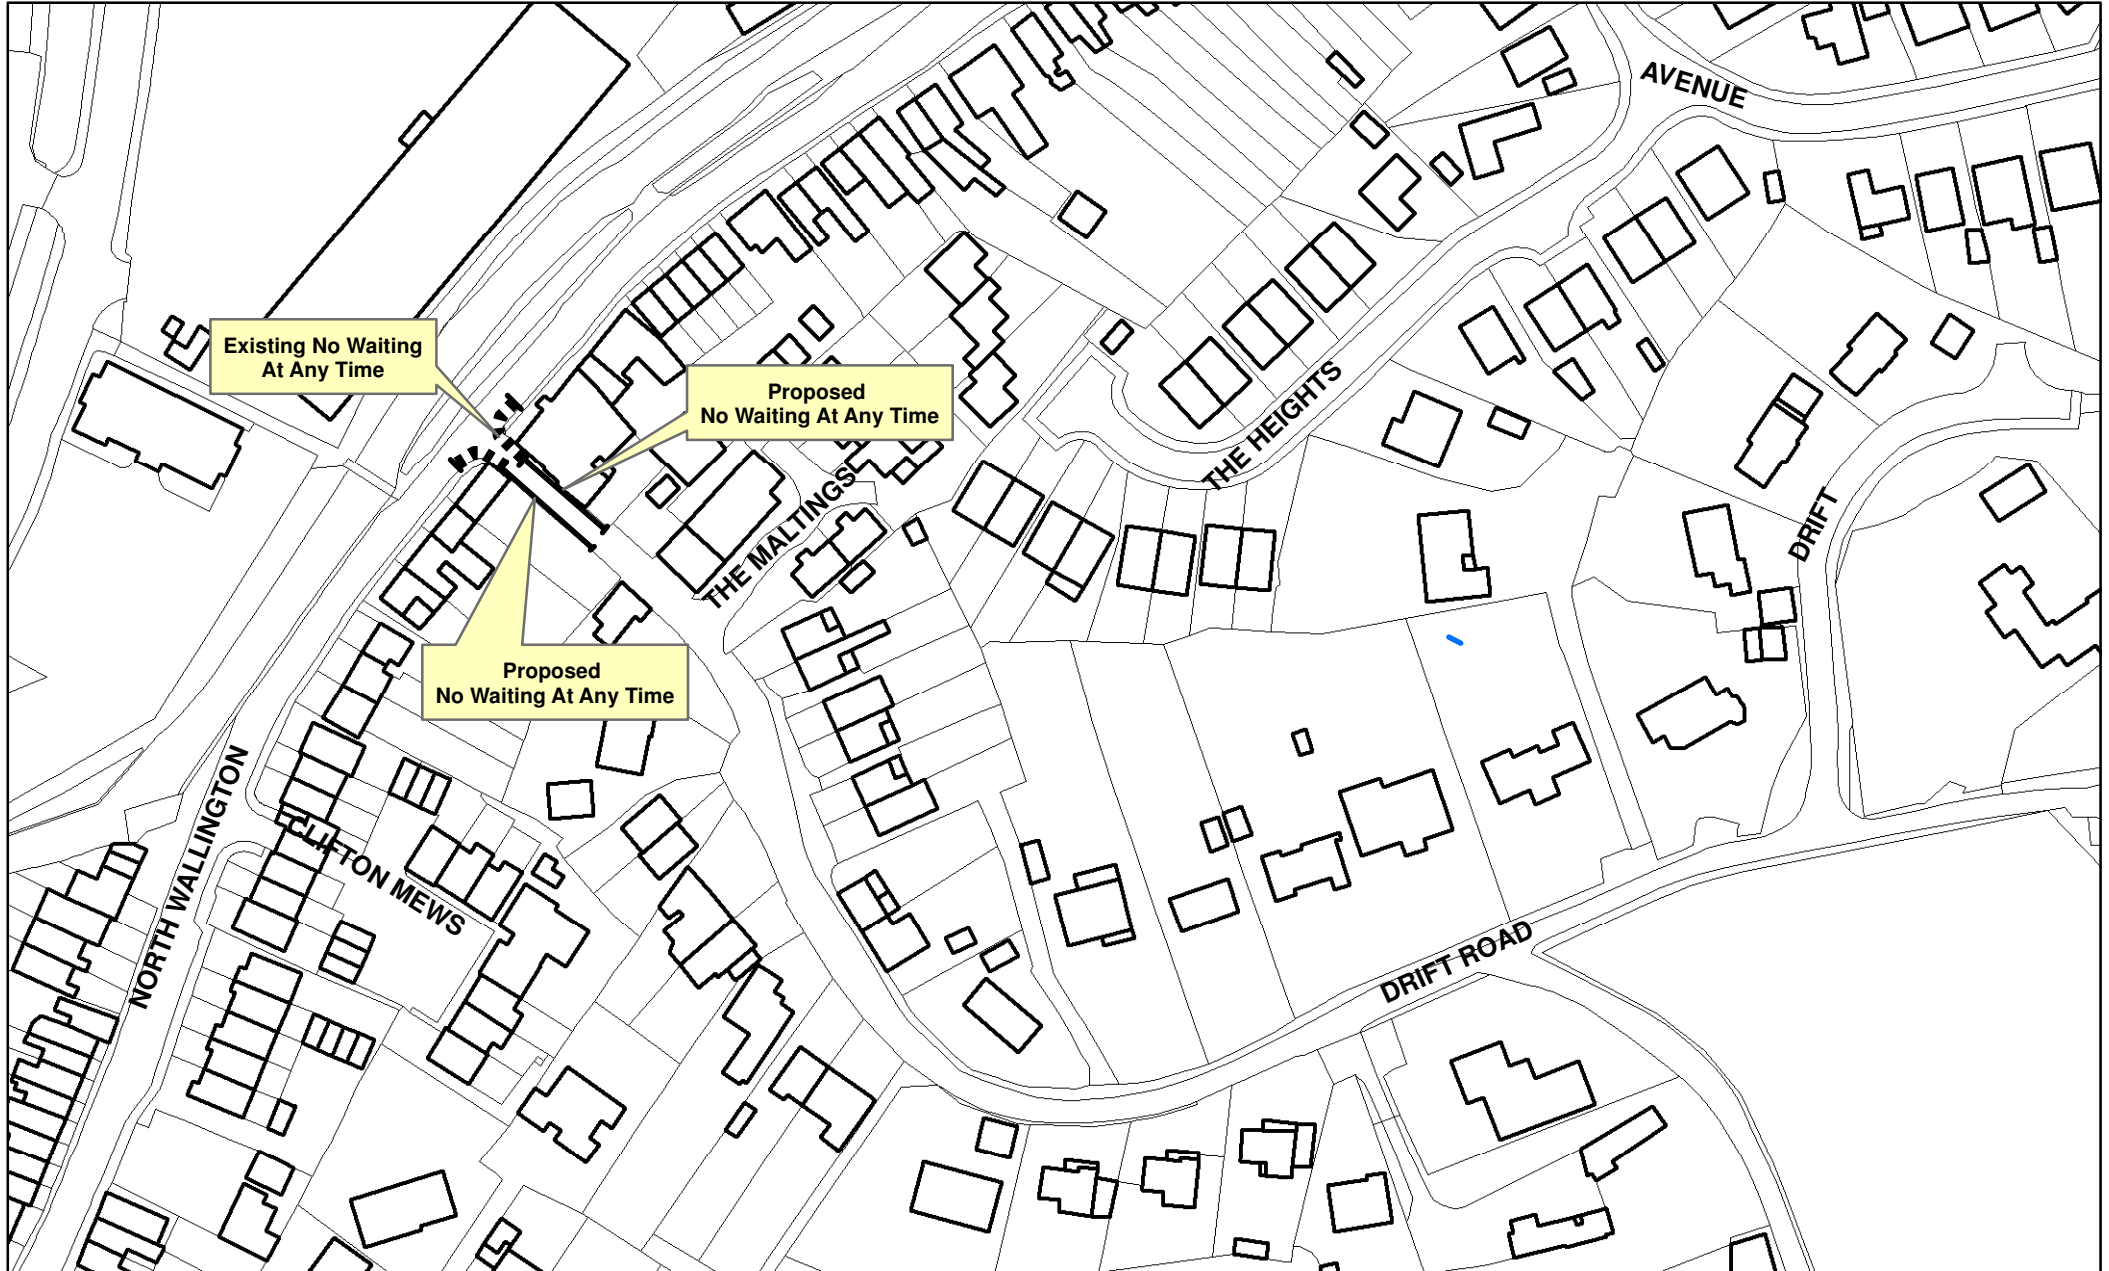 AVENUE
Existing No Waiting
At Any Time
Proposed
No Waiting At Any Time
THE HEIGHTS
THE MALTINGS
DRIFT
Proposed
No Waiting At Any Time
NORTH WALLINGTON
CLIFTON MEWS
DRIFT ROAD